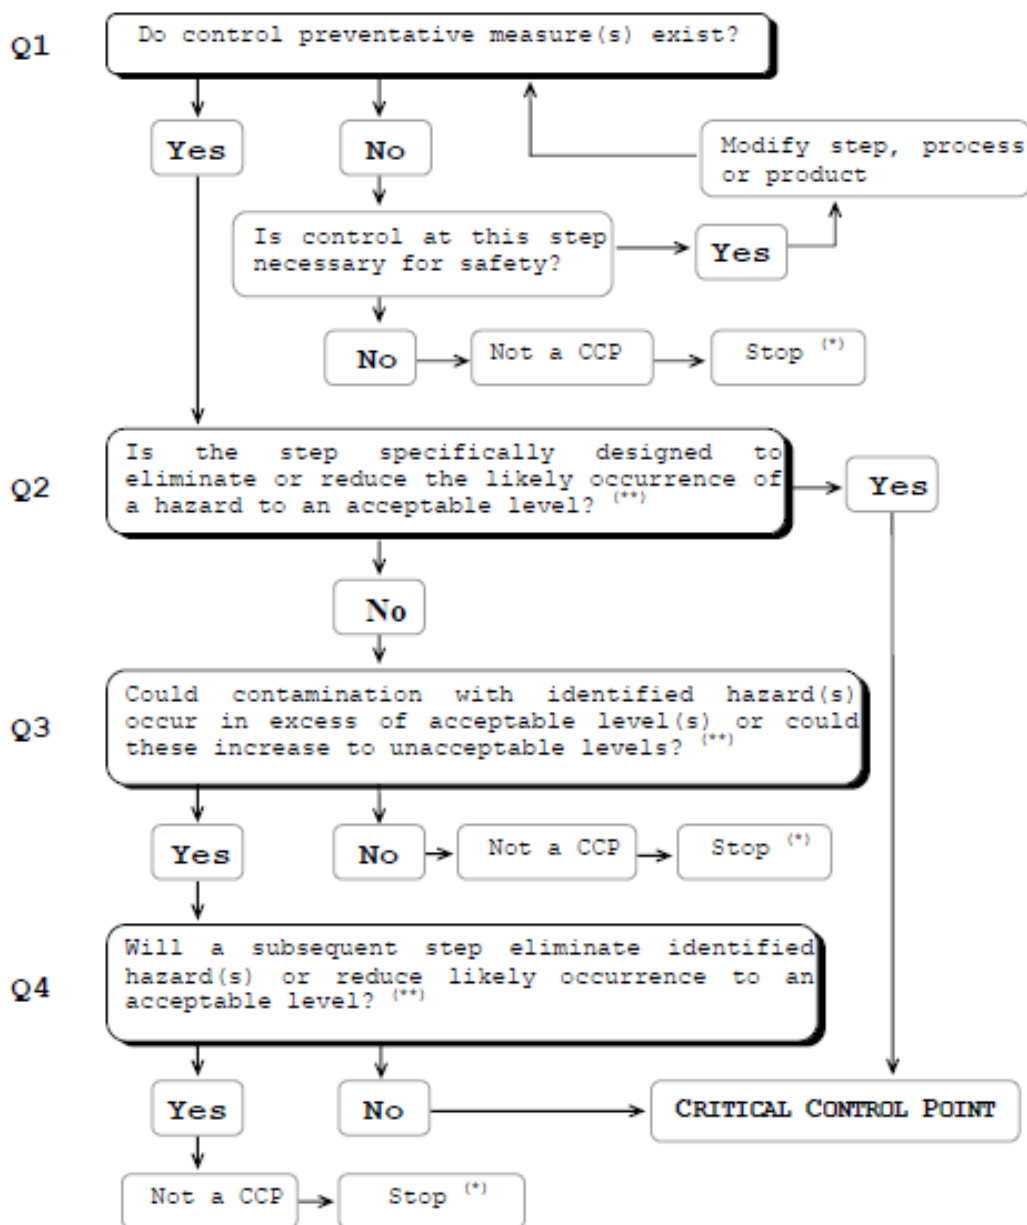 Q1
Do control preventative measure(s) exist?
Yes
No
Modify step, process
or product
Is control at this step
necessary for safety?
Yes
No
Not a CCP
Stop (*)
Q2
Is the step specifically designed to
eliminate or reduce the likely occurrence of
a hazard to an acceptable level? (**)
Yes
No
Q3
Could contamination with identified hazard(s)
occur in excess of acceptable level(s) or could
these increase to unacceptable levels? (**)
Yes
No
Not a CCP
Stop (*)
Q4
Will a subsequent step eliminate identified
hazard(s) or reduce likely occurrence to an
acceptable level? (**)
Yes
No
CRITICAL CONTROL POINT
Not a CCP
Stop (*)